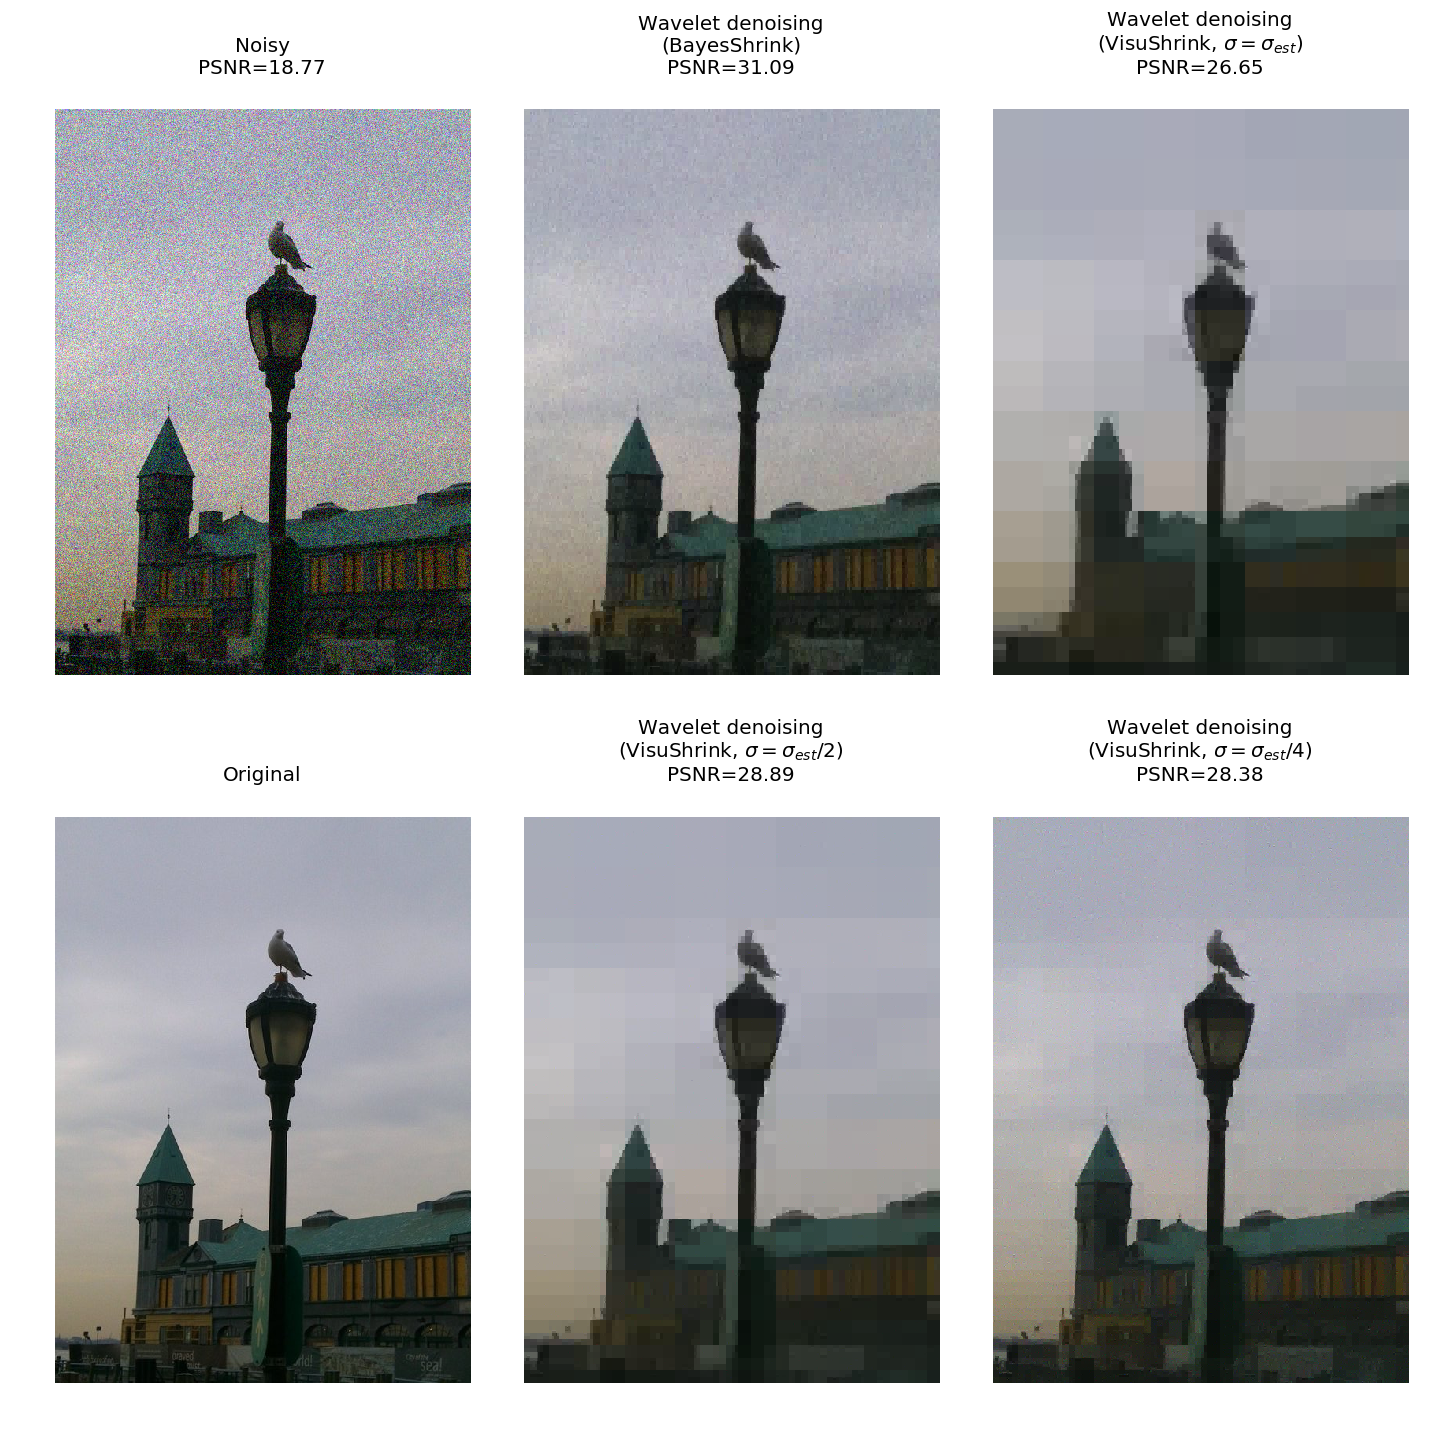 Noisy
PSNR=18.77
Wavelet denoising
(BayesShrink)
PSNR=31.09
Wavelet denoising
(VisuShrink, σ = σ_est)
PSNR=26.65
Original
Wavelet denoising
(VisuShrink, σ = σ_est/2)
PSNR=28.89
Wavelet denoising
(VisuShrink, σ = σ_est/4)
PSNR=28.38